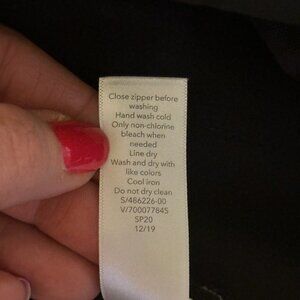 Close zipper before
washing
Hand wash cold
Only non-chlorine
bleach when
needed
Line dry
Wash and dry with
like colors
Cool iron
Do not dry clean
S/486226-00
V/70007784S
SP20
12/19